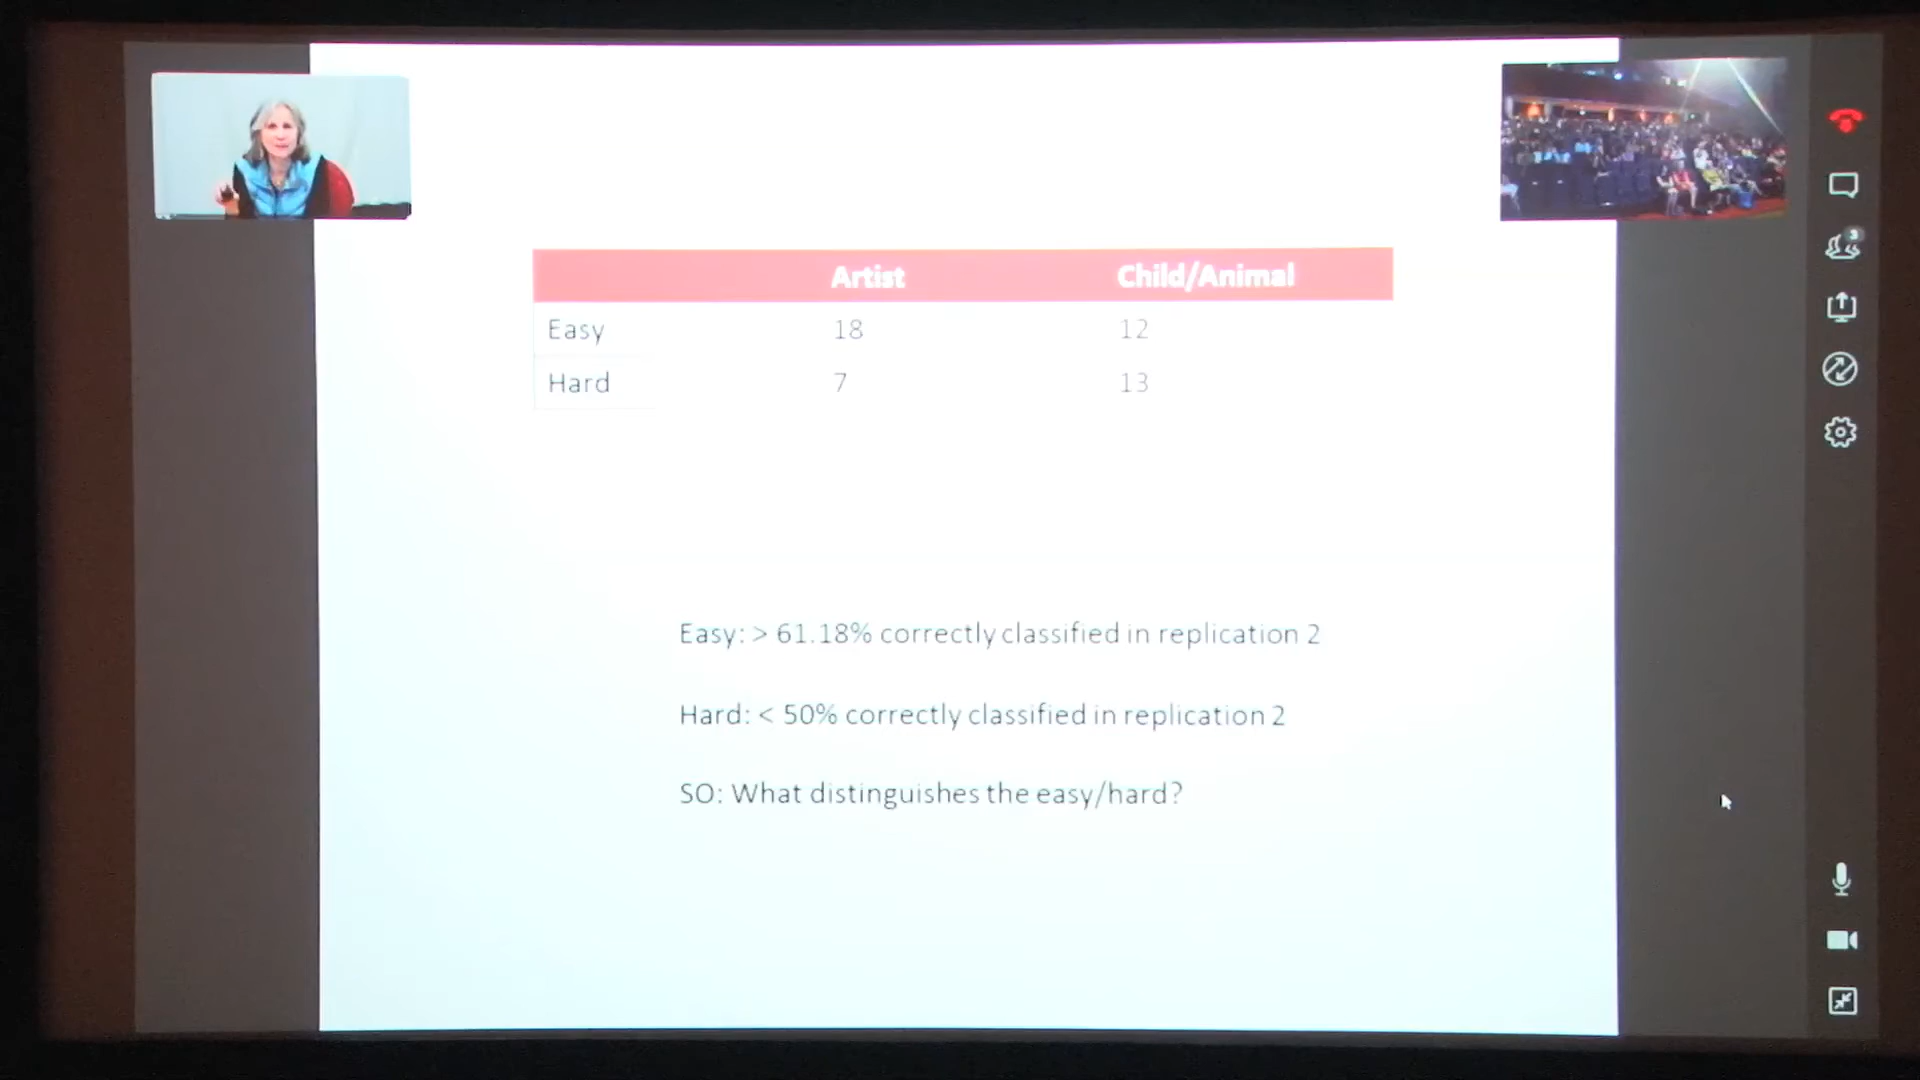 3
Artist Child/Animal
Easy 18 12
Hard 7 13
Easy: > 61.18% correctly classified in replication 2
Hard: < 50% correctly classified in replication 2
SO: What distinguishes the easy/hard?